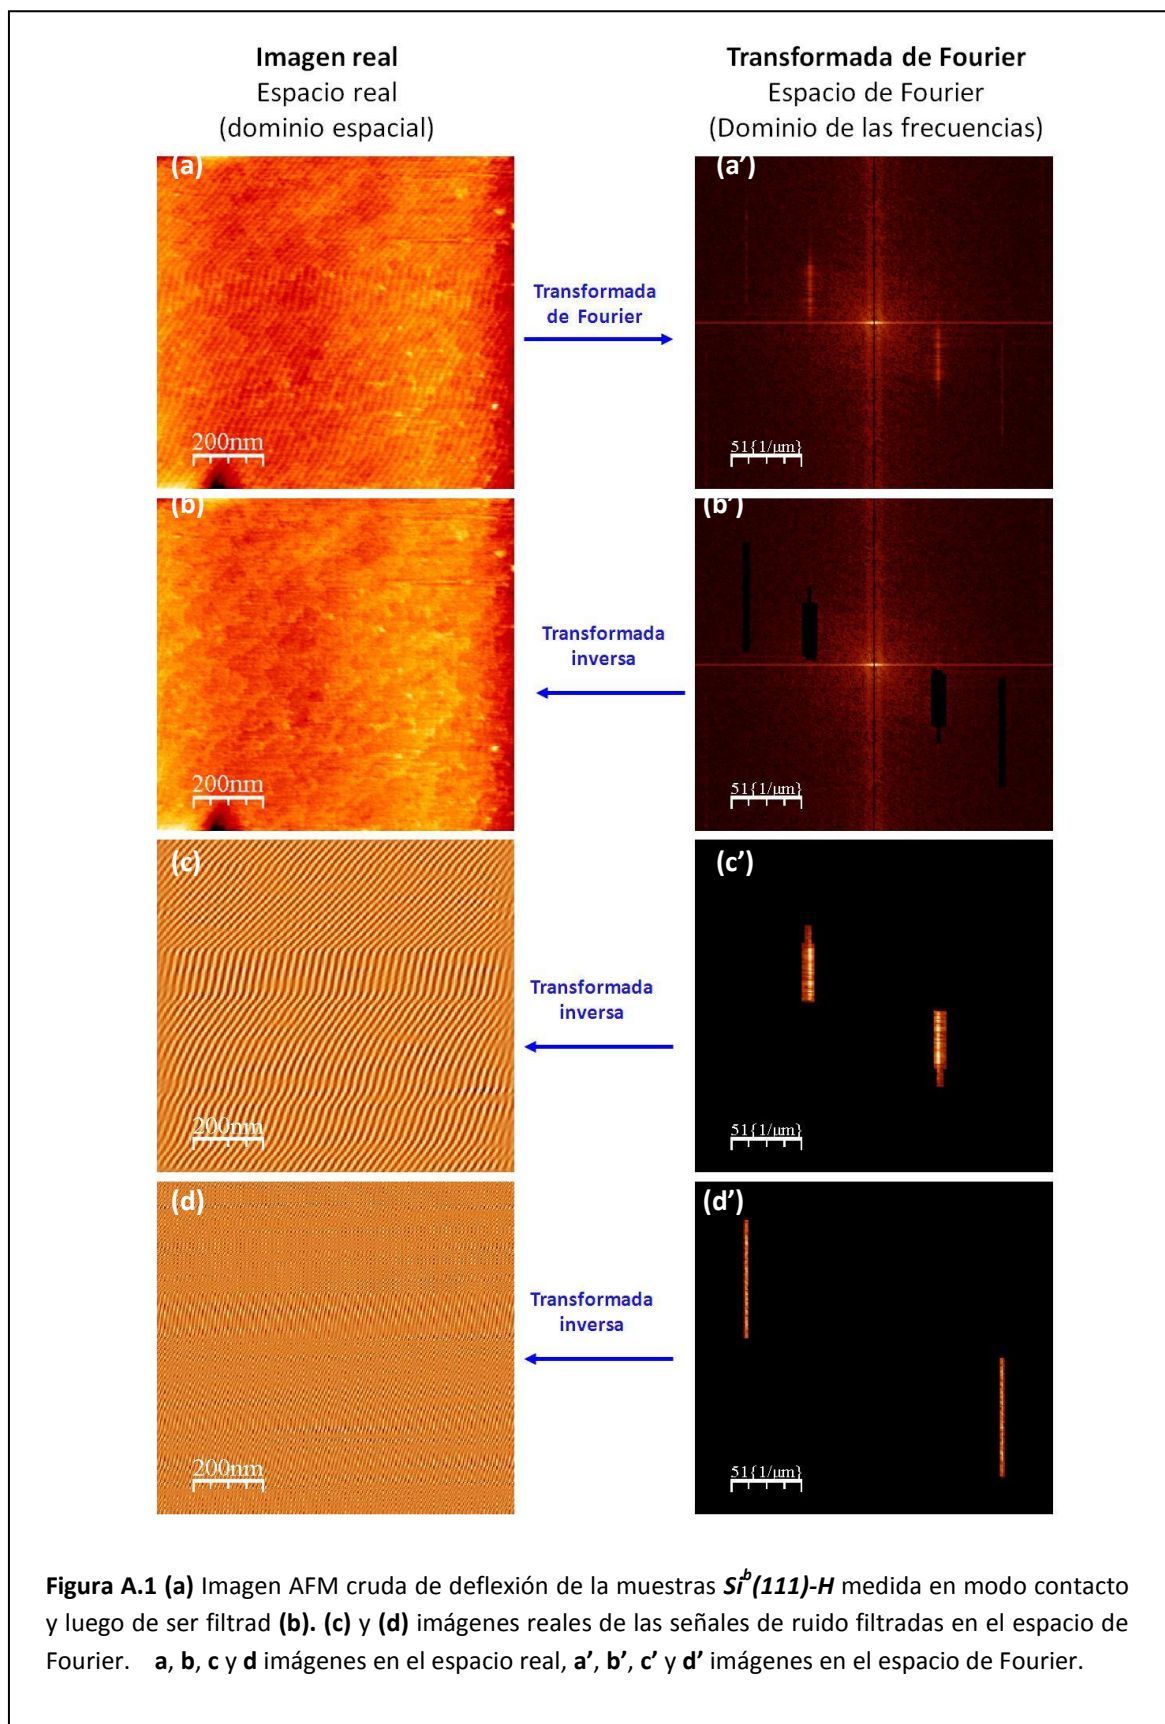 Imagen real
Espacio real
(dominio espacial)
Transformada de Fourier
Espacio de Fourier
(Dominio de las frecuencias)
(a)
200nm
Transformada
de Fourier
(a’)
51{1/μm}
(b)
200nm
Transformada
inversa
(b’)
51{1/μm}
(c)
200nm
Transformada
inversa
(c’)
51{1/μm}
(d)
200nm
Transformada
inversa
(d’)
51{1/μm}
Figura A.1 (a) Imagen AFM cruda de deflexión de la muestras Si^b(111)-H medida en modo contacto
y luego de ser filtrad (b). (c) y (d) imágenes reales de las señales de ruido filtradas en el espacio de
Fourier. a, b, c y d imágenes en el espacio real, a’, b’, c’ y d’ imágenes en el espacio de Fourier.